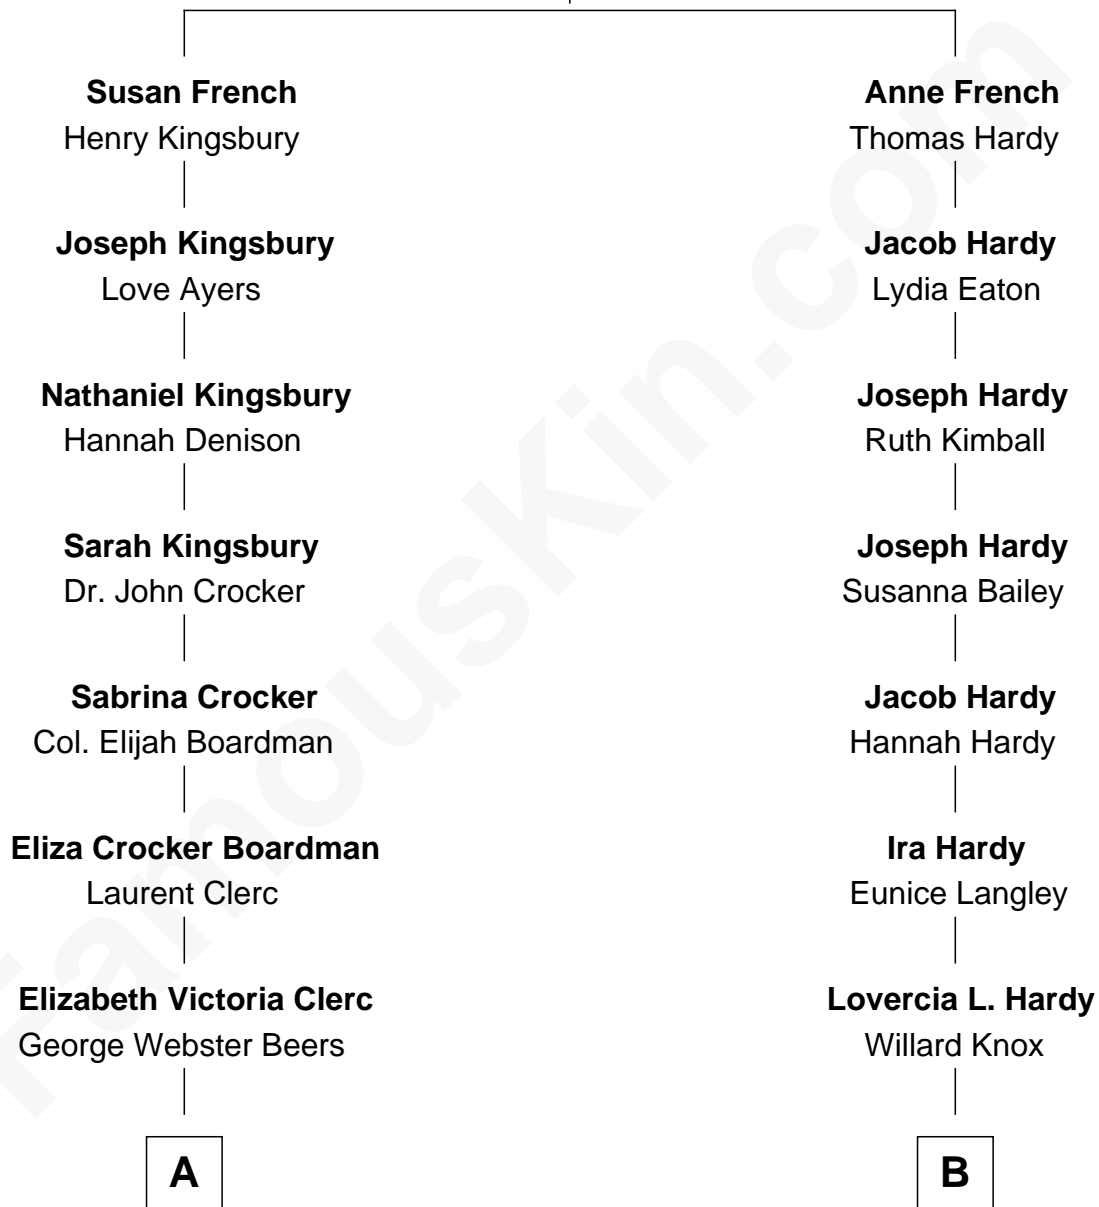 Susan French
Henry Kingsbury
Joseph Kingsbury
Love Ayers
Nathaniel Kingsbury
Hannah Denison
Sarah Kingsbury
Dr. John Crocker
Sabrina Crocker
Col. Elijah Boardman
Eliza Crocker Boardman
Laurent Clerc
Elizabeth Victoria Clerc
George Webster Beers
A
Anne French
Thomas Hardy
Jacob Hardy
Lydia Eaton
Joseph Hardy
Ruth Kimball
Joseph Hardy
Susanna Bailey
Jacob Hardy
Hannah Hardy
Ira Hardy
Eunice Langley
Lovercia L. Hardy
Willard Knox
B
FamousKin.com